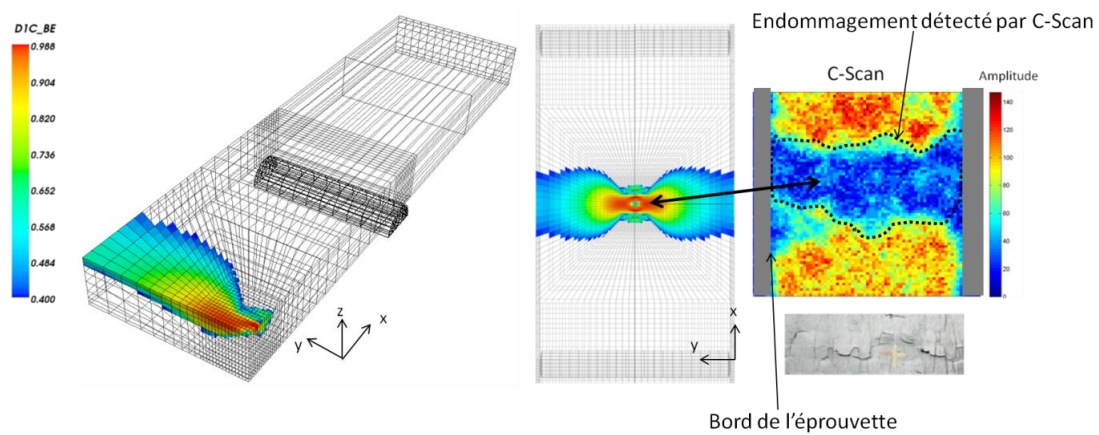 D1C_BE
0.988
0.904
0.820
0.736
0.652
0.568
0.484
0.400
z
x
y
x
y
Endommagement détecté par C-Scan
C-Scan
Amplitude
140
120
100
80
60
40
20
0
Bord de l'éprouvette